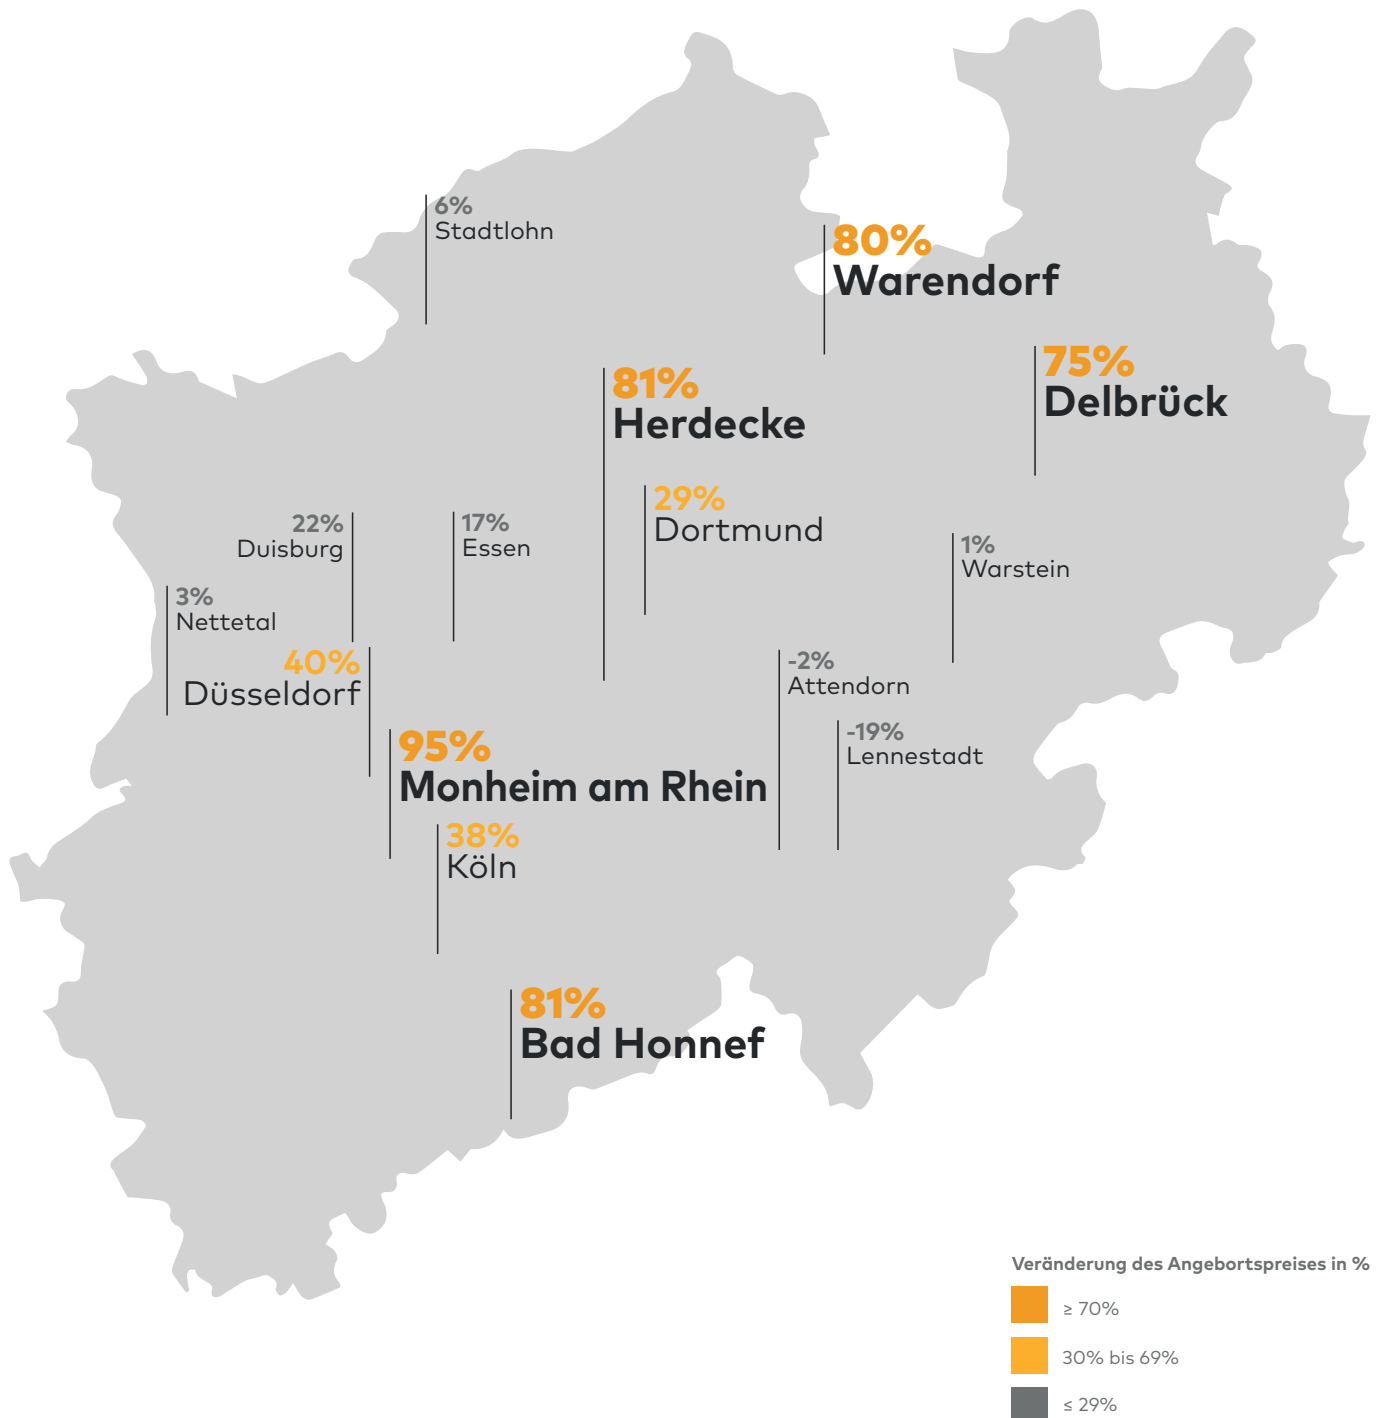 6%
Stadtlohn
80%
Warendorf
75%
Delbrück
81%
Herdecke
29%
Dortmund
22%
Duisburg
17%
Essen
1%
Warstein
3%
Nettetal
40%
Düsseldorf
-2%
Attendorn
-19%
Lennestadt
95%
Monheim am Rhein
38%
Köln
81%
Bad Honnef
Veränderung des Angebortspreises in %
≥ 70%
30% bis 69%
≤ 29%